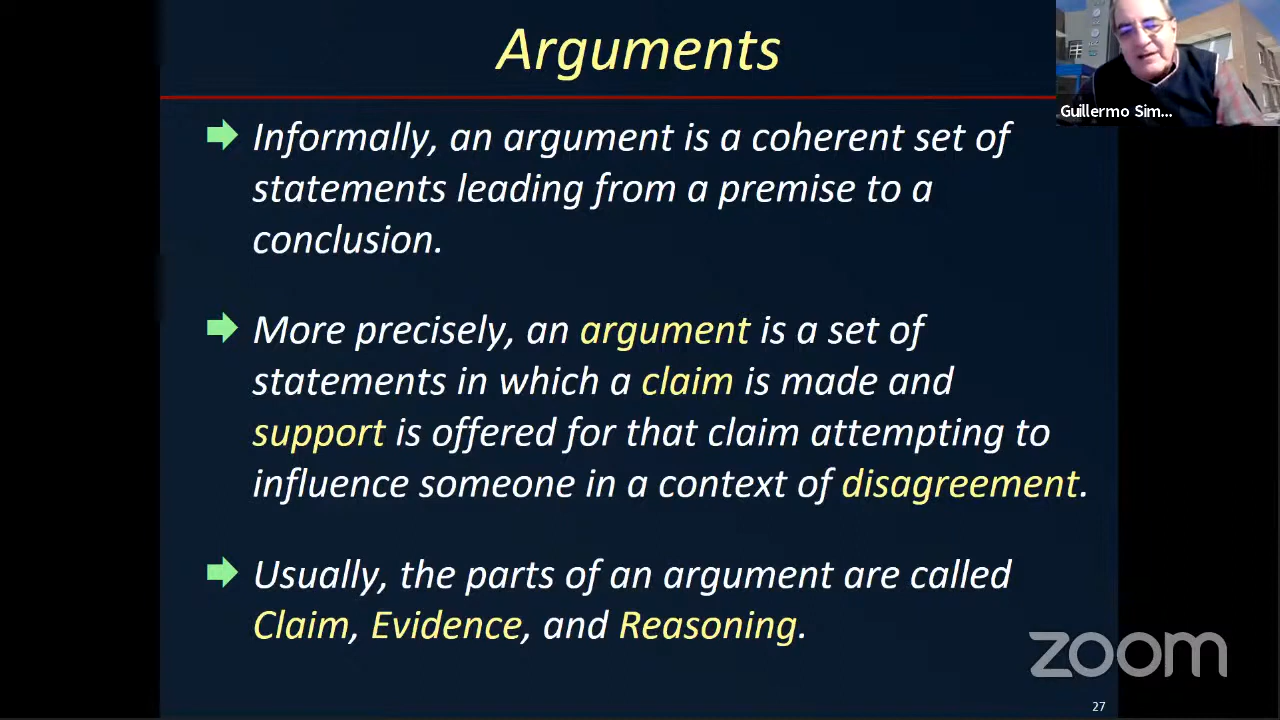 Arguments
Guillermo Sim...
Informally, an argument is a coherent set of
statements leading from a premise to a
conclusion.
More precisely, an argument is a set of
statements in which a claim is made and
support is offered for that claim attempting to
influence someone in a context of disagreement.
Usually, the parts of an argument are called
Claim, Evidence, and Reasoning.
zoom
27